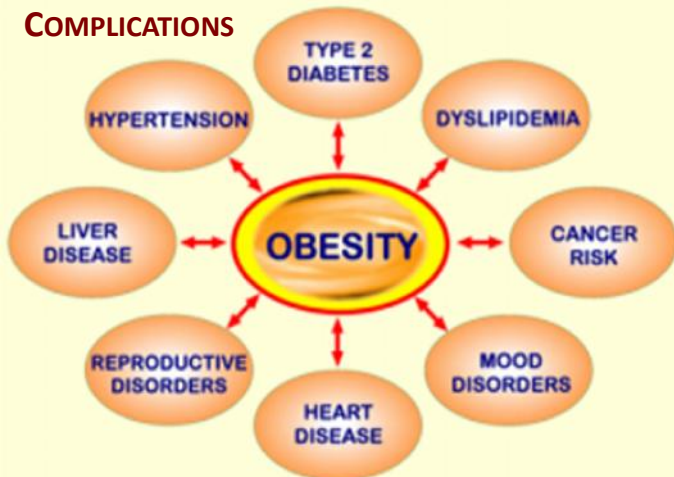 COMPLICATIONS
TYPE 2
DIABETES
HYPERTENSION
DYSLIPIDEMIA
LIVER
DISEASE
OBESITY
CANCER
RISK
REPRODUCTIVE
DISORDERS
MOOD
DISORDERS
HEART
DISEASE